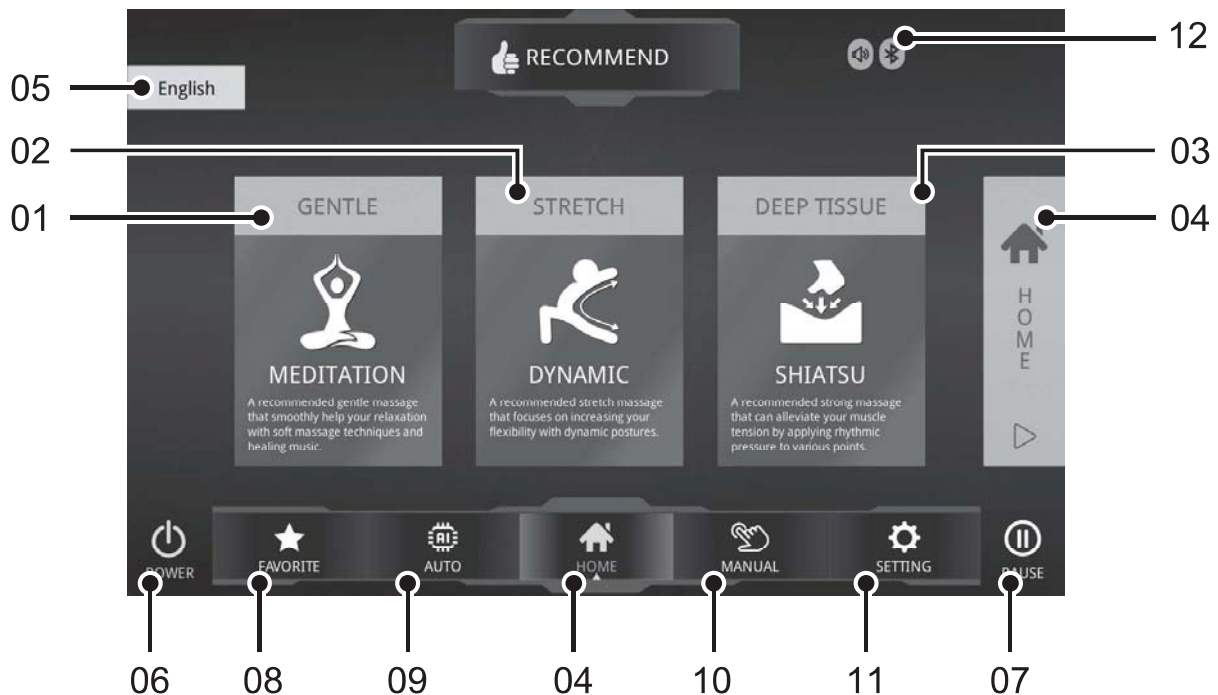 RECOMMEND
12
05
English
02
03
01
GENTLE
STRETCH
DEEP TISSUE
04
HOME
MEDITATION
A recommended gentle massage
that smoothly help your relaxation
with soft massage techniques and
healing music.
DYNAMIC
A recommended stretch massage
that focuses on increasing your
flexibility with dynamic postures.
SHIATSU
A recommended strong massage
that can alleviate your muscle
tension by applying rhythmic
pressure to various points.
POWER
FAVORITE
AI
AUTO
HOME
MANUAL
SETTING
PAUSE
06
08
09
04
10
11
07